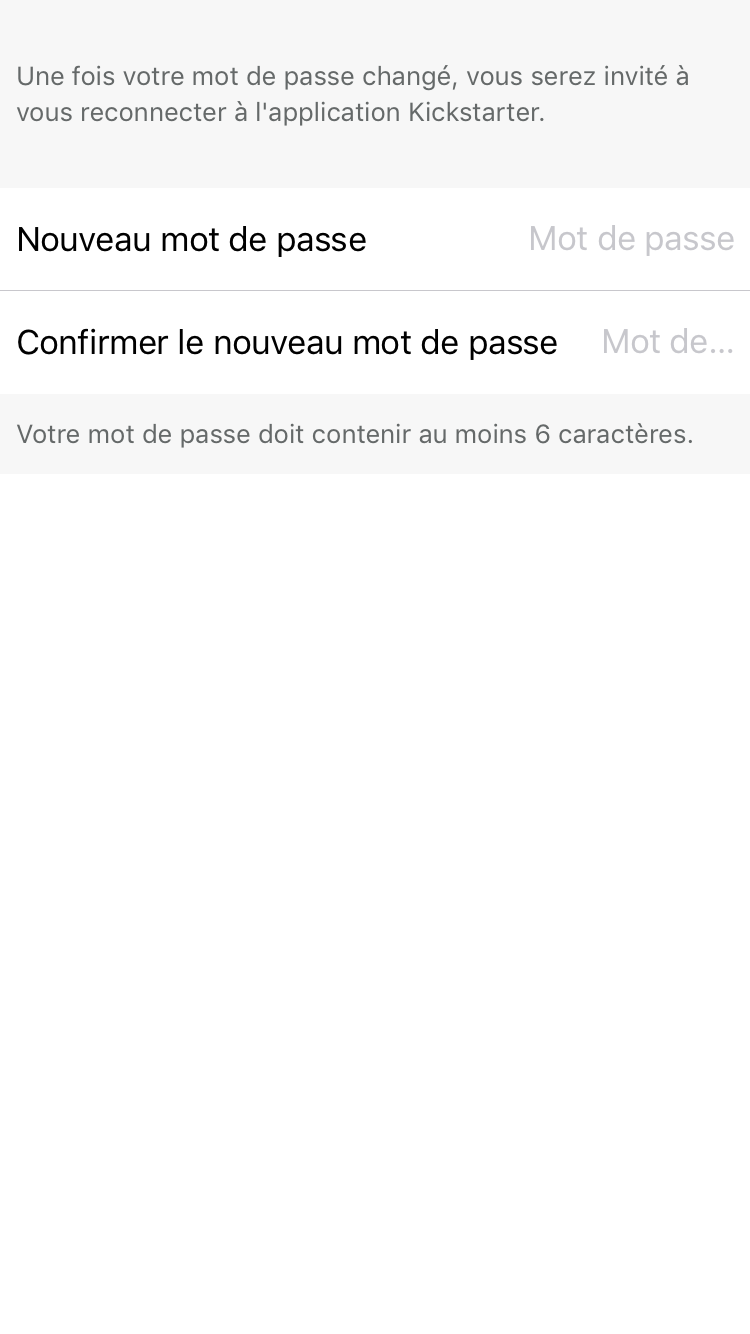 Une fois votre mot de passe changé, vous serez invité à
vous reconnecter à l'application Kickstarter.
Nouveau mot de passe Mot de passe
Confirmer le nouveau mot de passe Mot de...
Votre mot de passe doit contenir au moins 6 caractères.